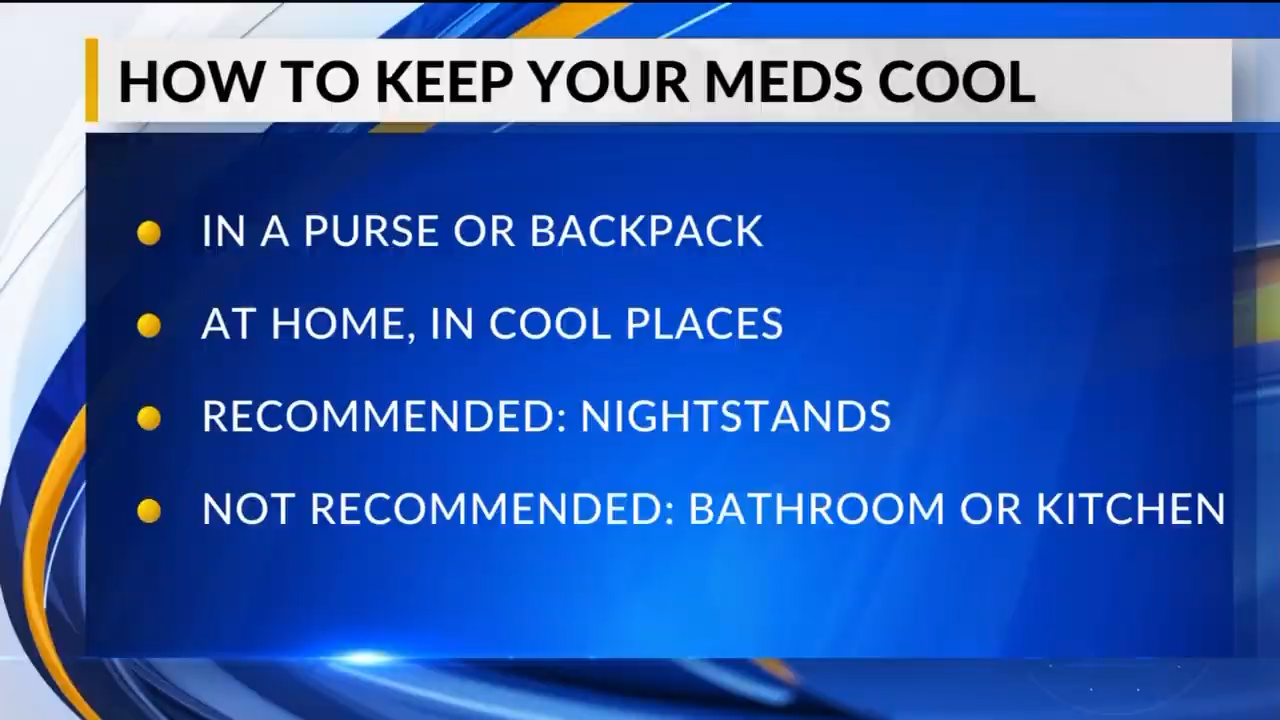 HOW TO KEEP YOUR MEDS COOL
IN A PURSE OR BACKPACK
AT HOME, IN COOL PLACES
RECOMMENDED: NIGHTSTANDS
NOT RECOMMENDED: BATHROOM OR KITCHEN